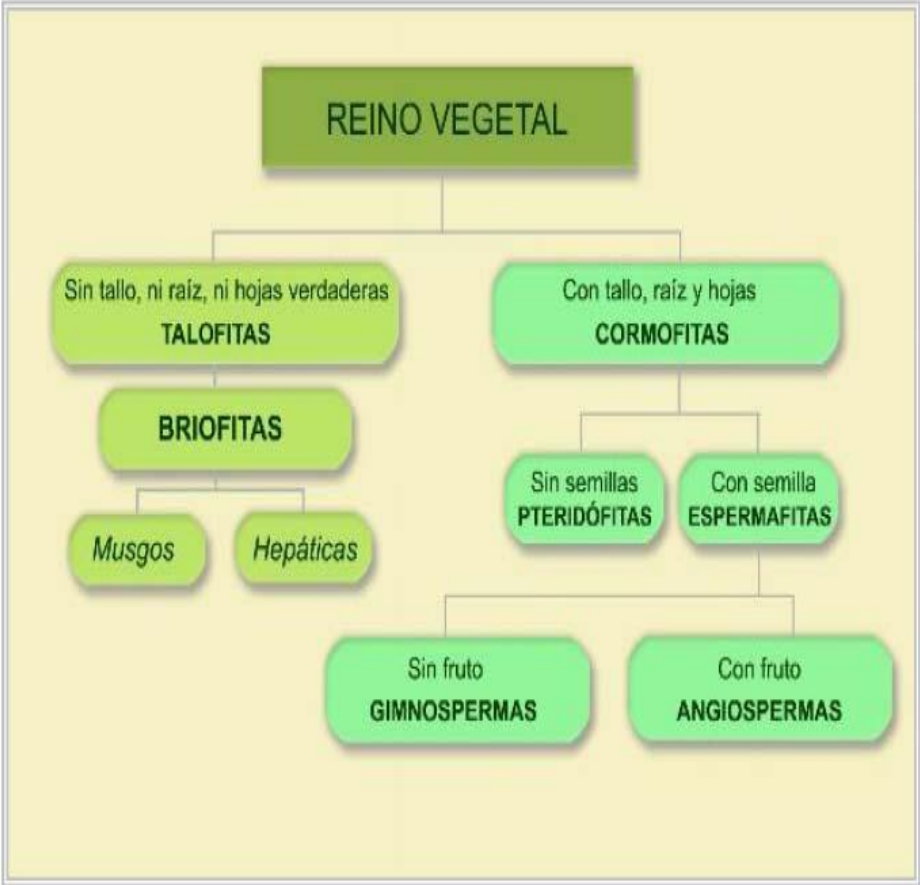 REINO VEGETAL
Sin tallo, ni raíz, ni hojas verdaderas
TALOFITAS
BRIOFITAS
Musgos
Hepáticas
Con tallo, raíz y hojas
CORMOFITAS
Sin semillas
PTERIDÓFITAS
Con semilla
ESPERMAFITAS
Sin fruto
GIMNOSPERMAS
Con fruto
ANGIOSPERMAS